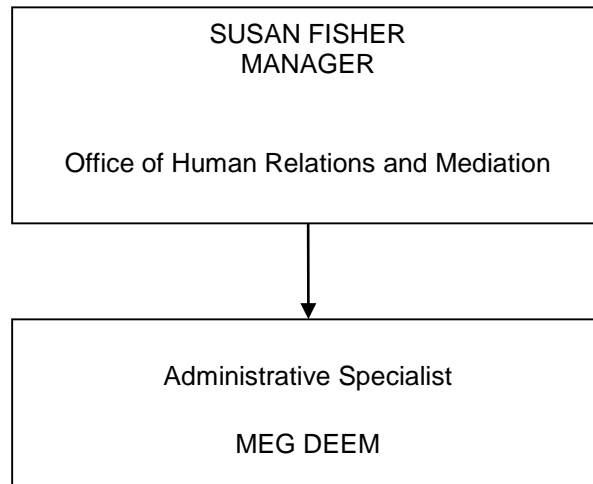 SUSAN FISHER
MANAGER
Office of Human Relations and Mediation
Administrative Specialist
MEG DEEM